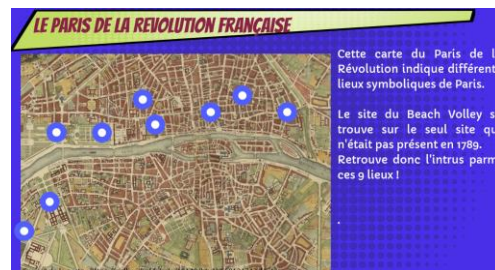 LE PARIS DE LA REVOLUTION FRANÇAISE
Cette carte du Paris de l
Révolution indique différent
lieux symboliques de Paris.
Le site du Beach Volley s
trouve sur le seul site qu
n'était pas présent en 1789.
Retrouve donc l'intrus parm
ces 9 lieux !
.